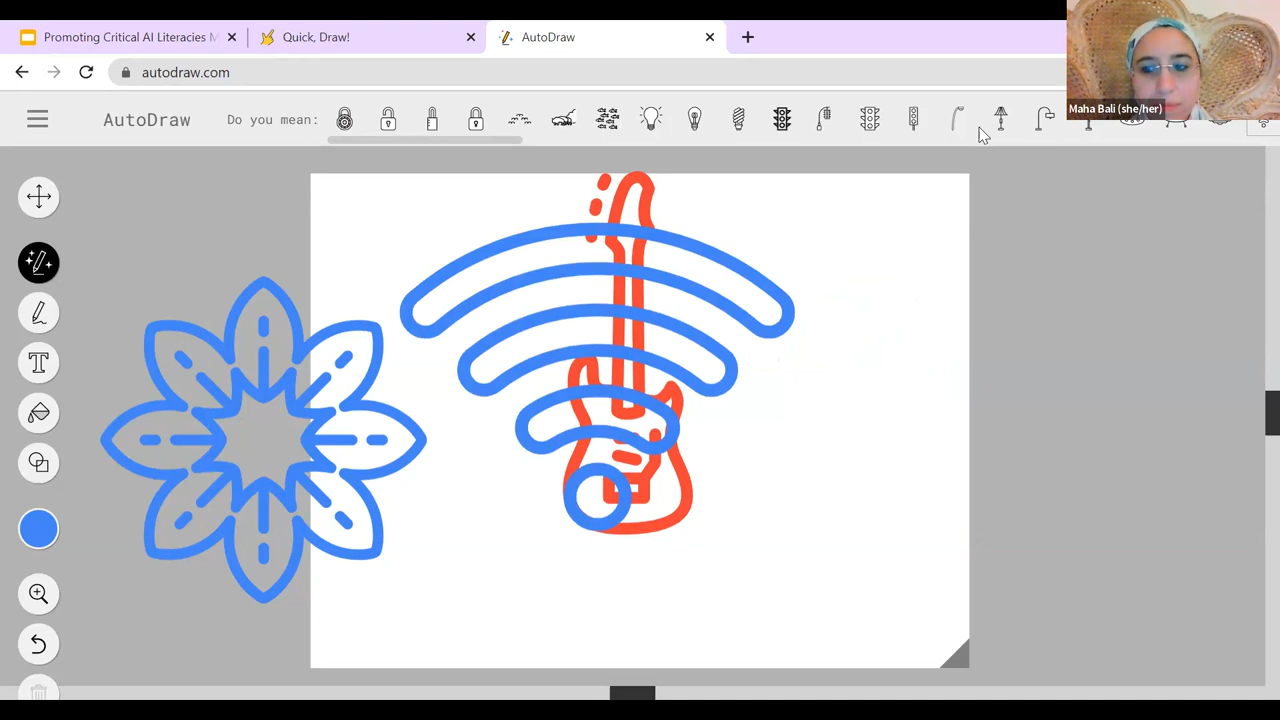 Promoting Critical AI Literacies M
Quick, Draw!
AutoDraw
autodraw.com
Maha Bali (she/her)
AutoDraw
Do you mean:
T